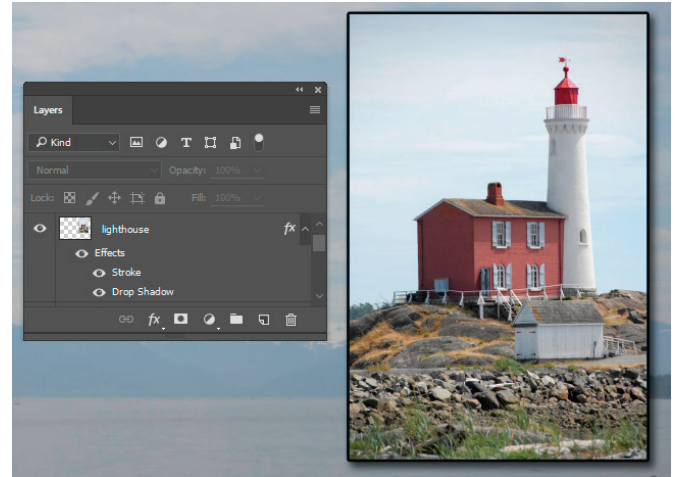 Layers
Kind
Normal
Opacity: 100%
Lock:
Fill: 100%
lighthouse
fx
Effects
Stroke
Drop Shadow
fx